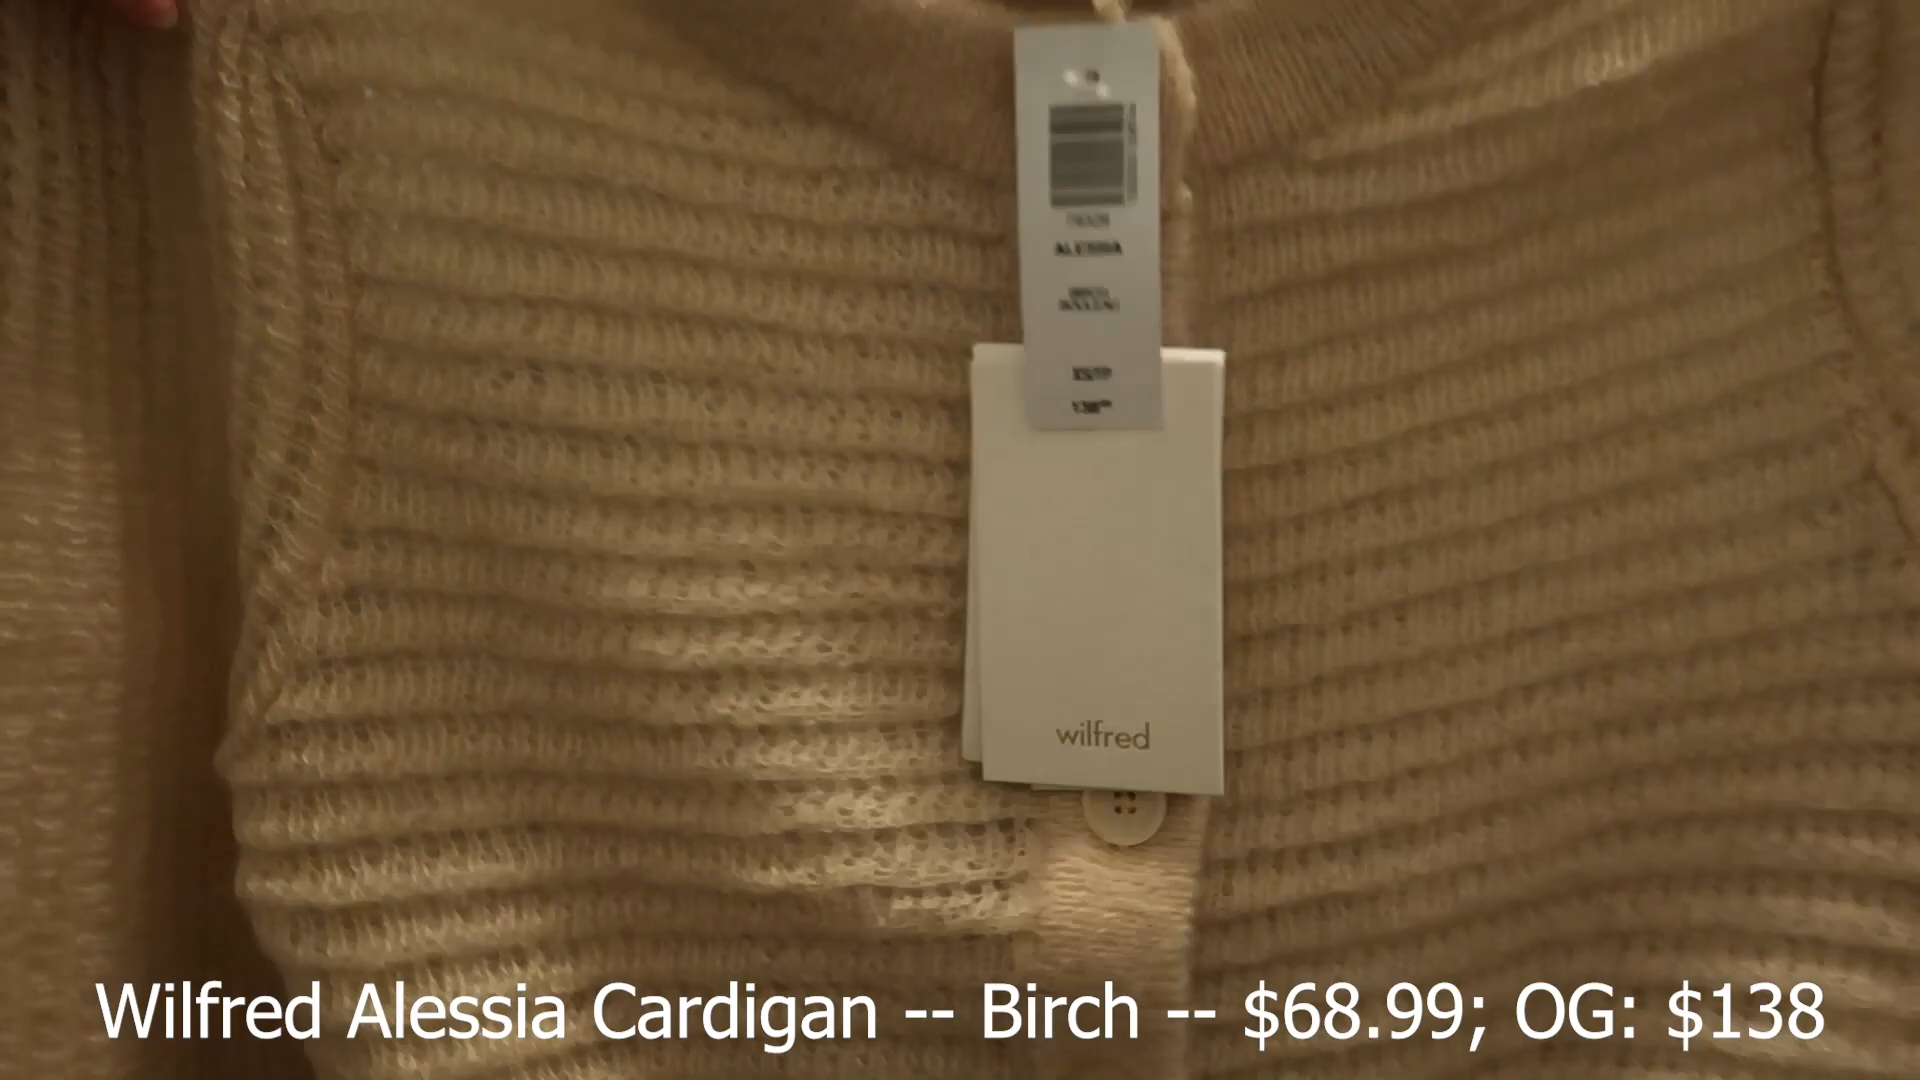 ALESSIA
wilfred
Wilfred Alessia Cardigan -- Birch -- $68.99; OG: $138